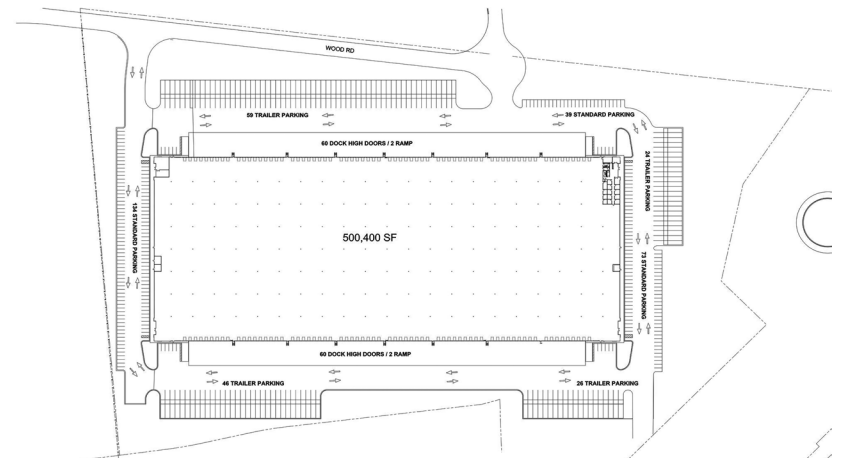 WOOD RD
59 TRAILER PARKING
39 STANDARD PARKING
60 DOCK HIGH DOORS / 2 RAMP
24 TRAILER PARKING
134 STANDARD PARKING
500,400 SF
73 STANDARD PARKING
60 DOCK HIGH DOORS / 2 RAMP
46 TRAILER PARKING
26 TRAILER PARKING